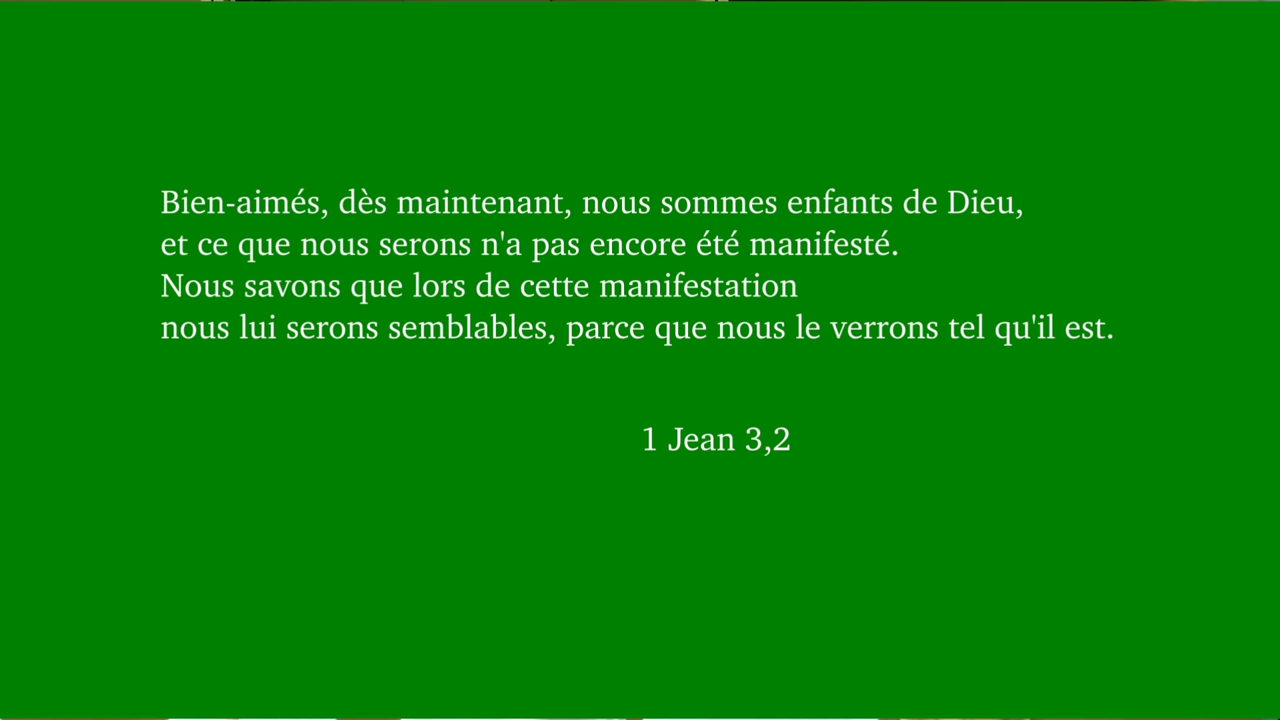 Bien-aimés, dès maintenant, nous sommes enfants de Dieu,
et ce que nous serons n'a pas encore été manifesté.
Nous savons que lors de cette manifestation
nous lui serons semblables, parce que nous le verrons tel qu'il est.
1 Jean 3,2